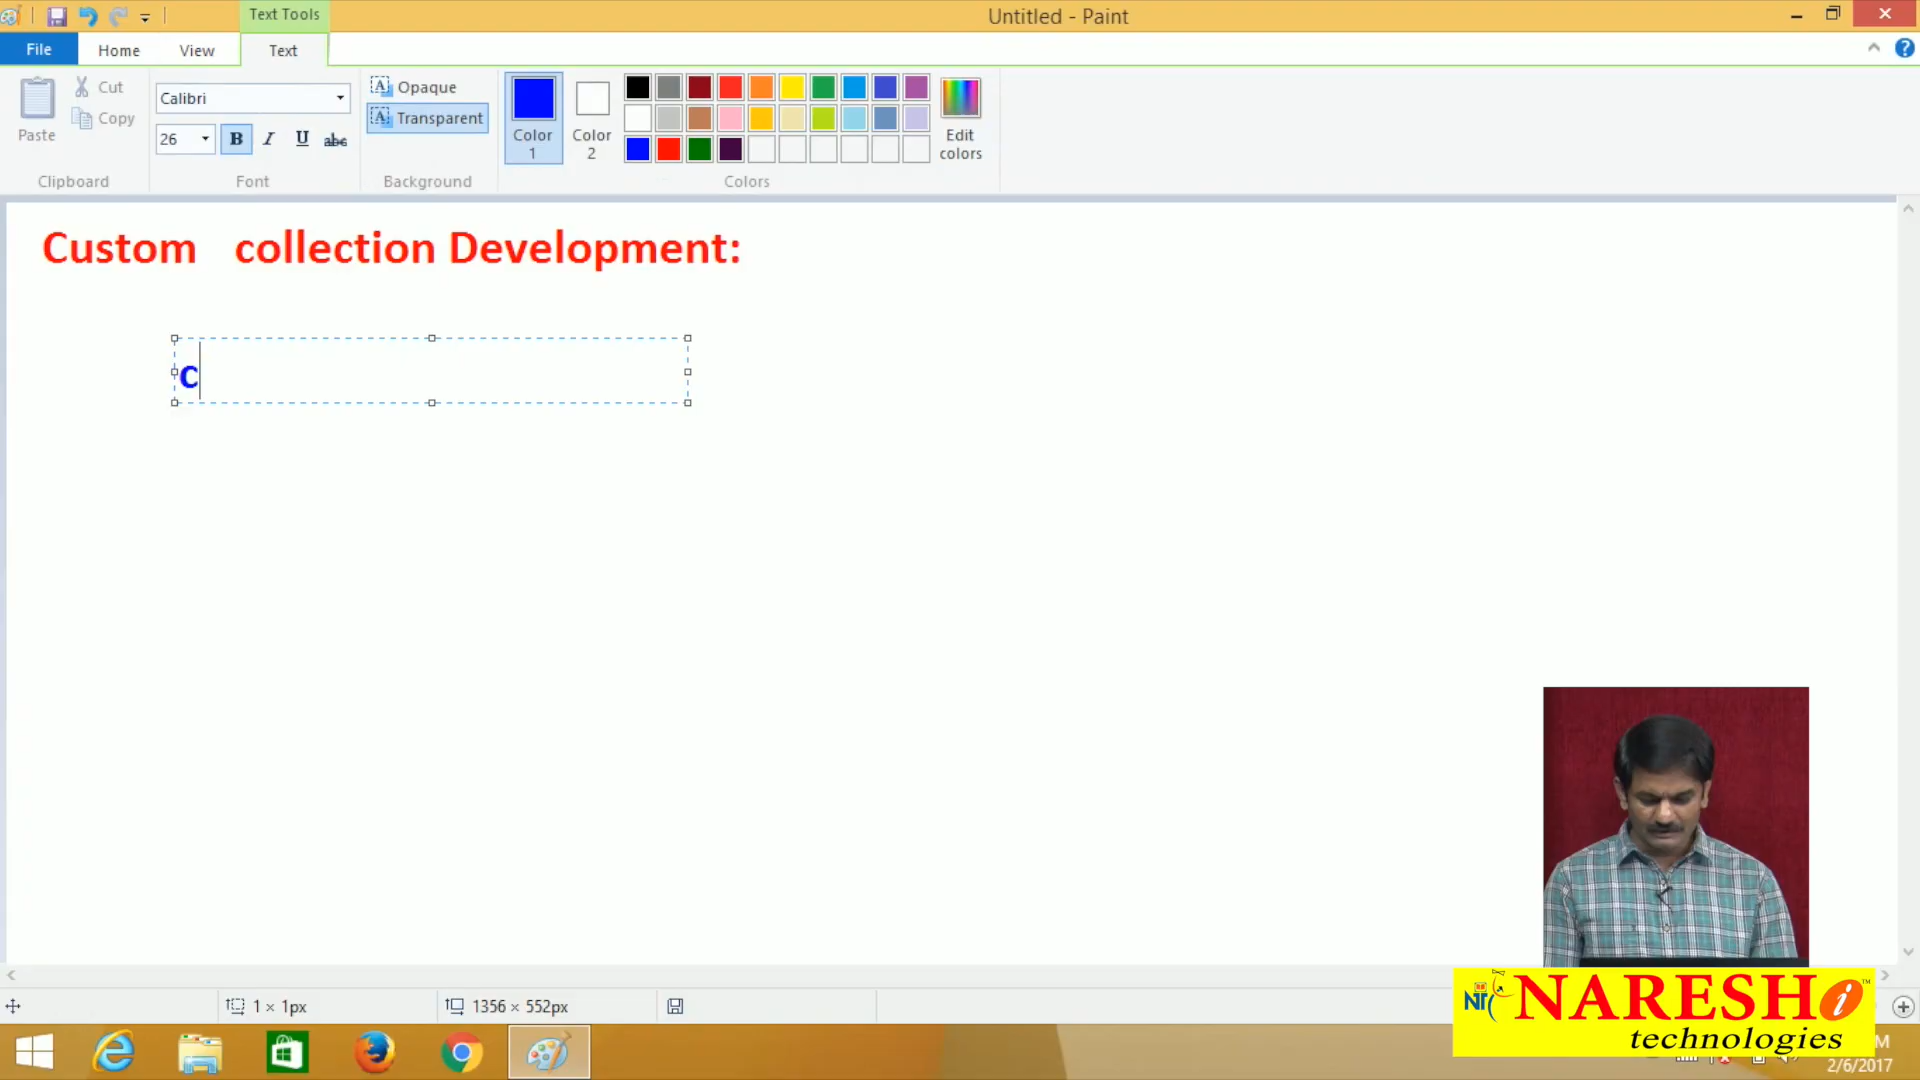 Text Tools
Untitled - Paint
File
Home
View
Text
Paste
Cut
Copy
Clipboard
Calibri
26
B
I
U
abc
Font
Opaque
Transparent
Background
Color 1
Color 2
Edit colors
Colors
Custom collection Development:
c
1 × 1px
1356 × 552px
NARESH i
technologies
M
2/6/2017